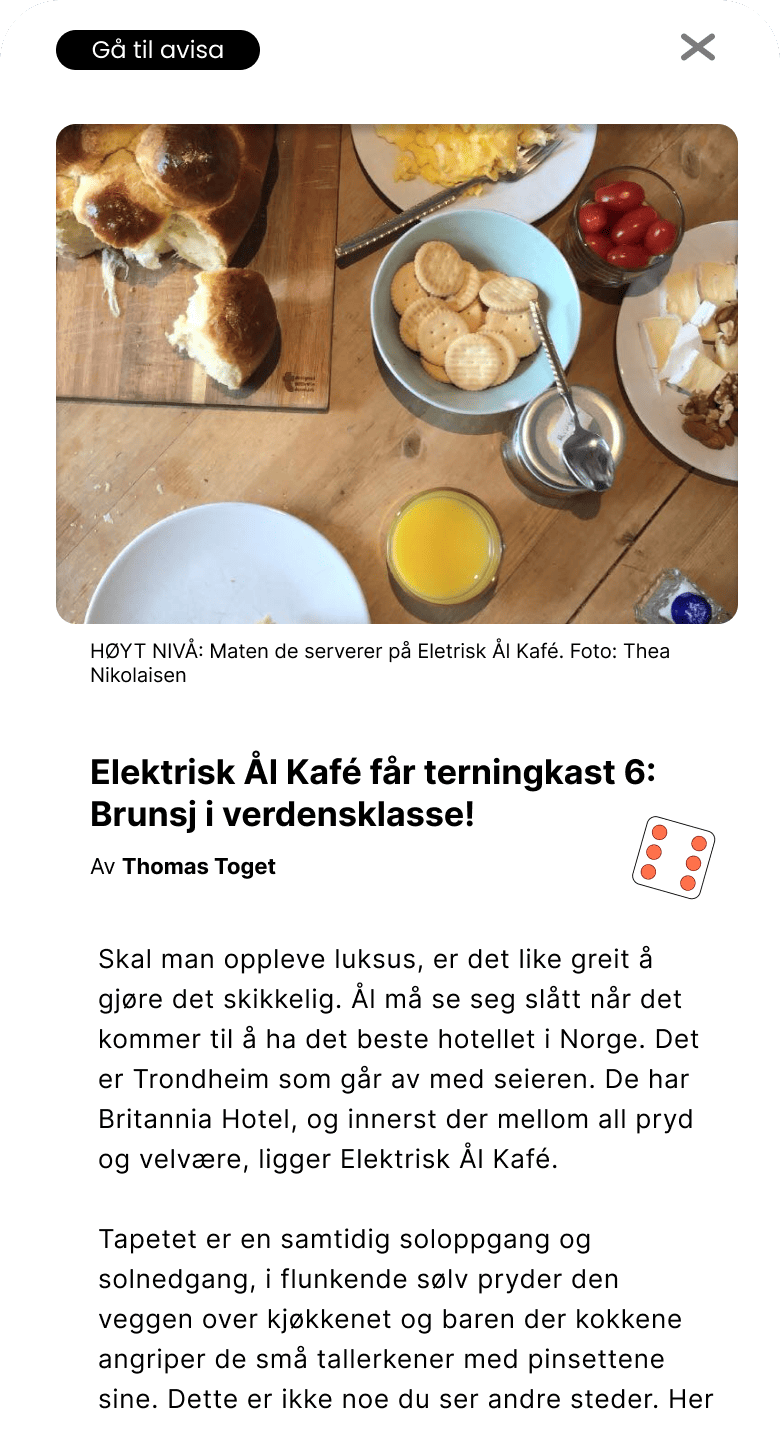 Gå til avisa
HØYT NIVÅ: Maten de serverer på Eletrisk Ål Kafé. Foto: Thea
Nikolaisen
Elektrisk Ål Kafé får terningkast 6:
Brunsj i verdensklasse!
Av Thomas Toget
Skal man oppleve luksus, er det like greit å
gjøre det skikkelig. Ål må se seg slått når det
kommer til å ha det beste hotellet i Norge. Det
er Trondheim som går av med seieren. De har
Britannia Hotel, og innerst der mellom all pryd
og velvære, ligger Elektrisk Ål Kafé.
Tapetet er en samtidig soloppgang og
solnedgang, i flunkende sølv pryder den
veggen over kjøkkenet og baren der kokkene
angriper de små tallerkener med pinsettene
sine. Dette er ikke noe du ser andre steder. Her